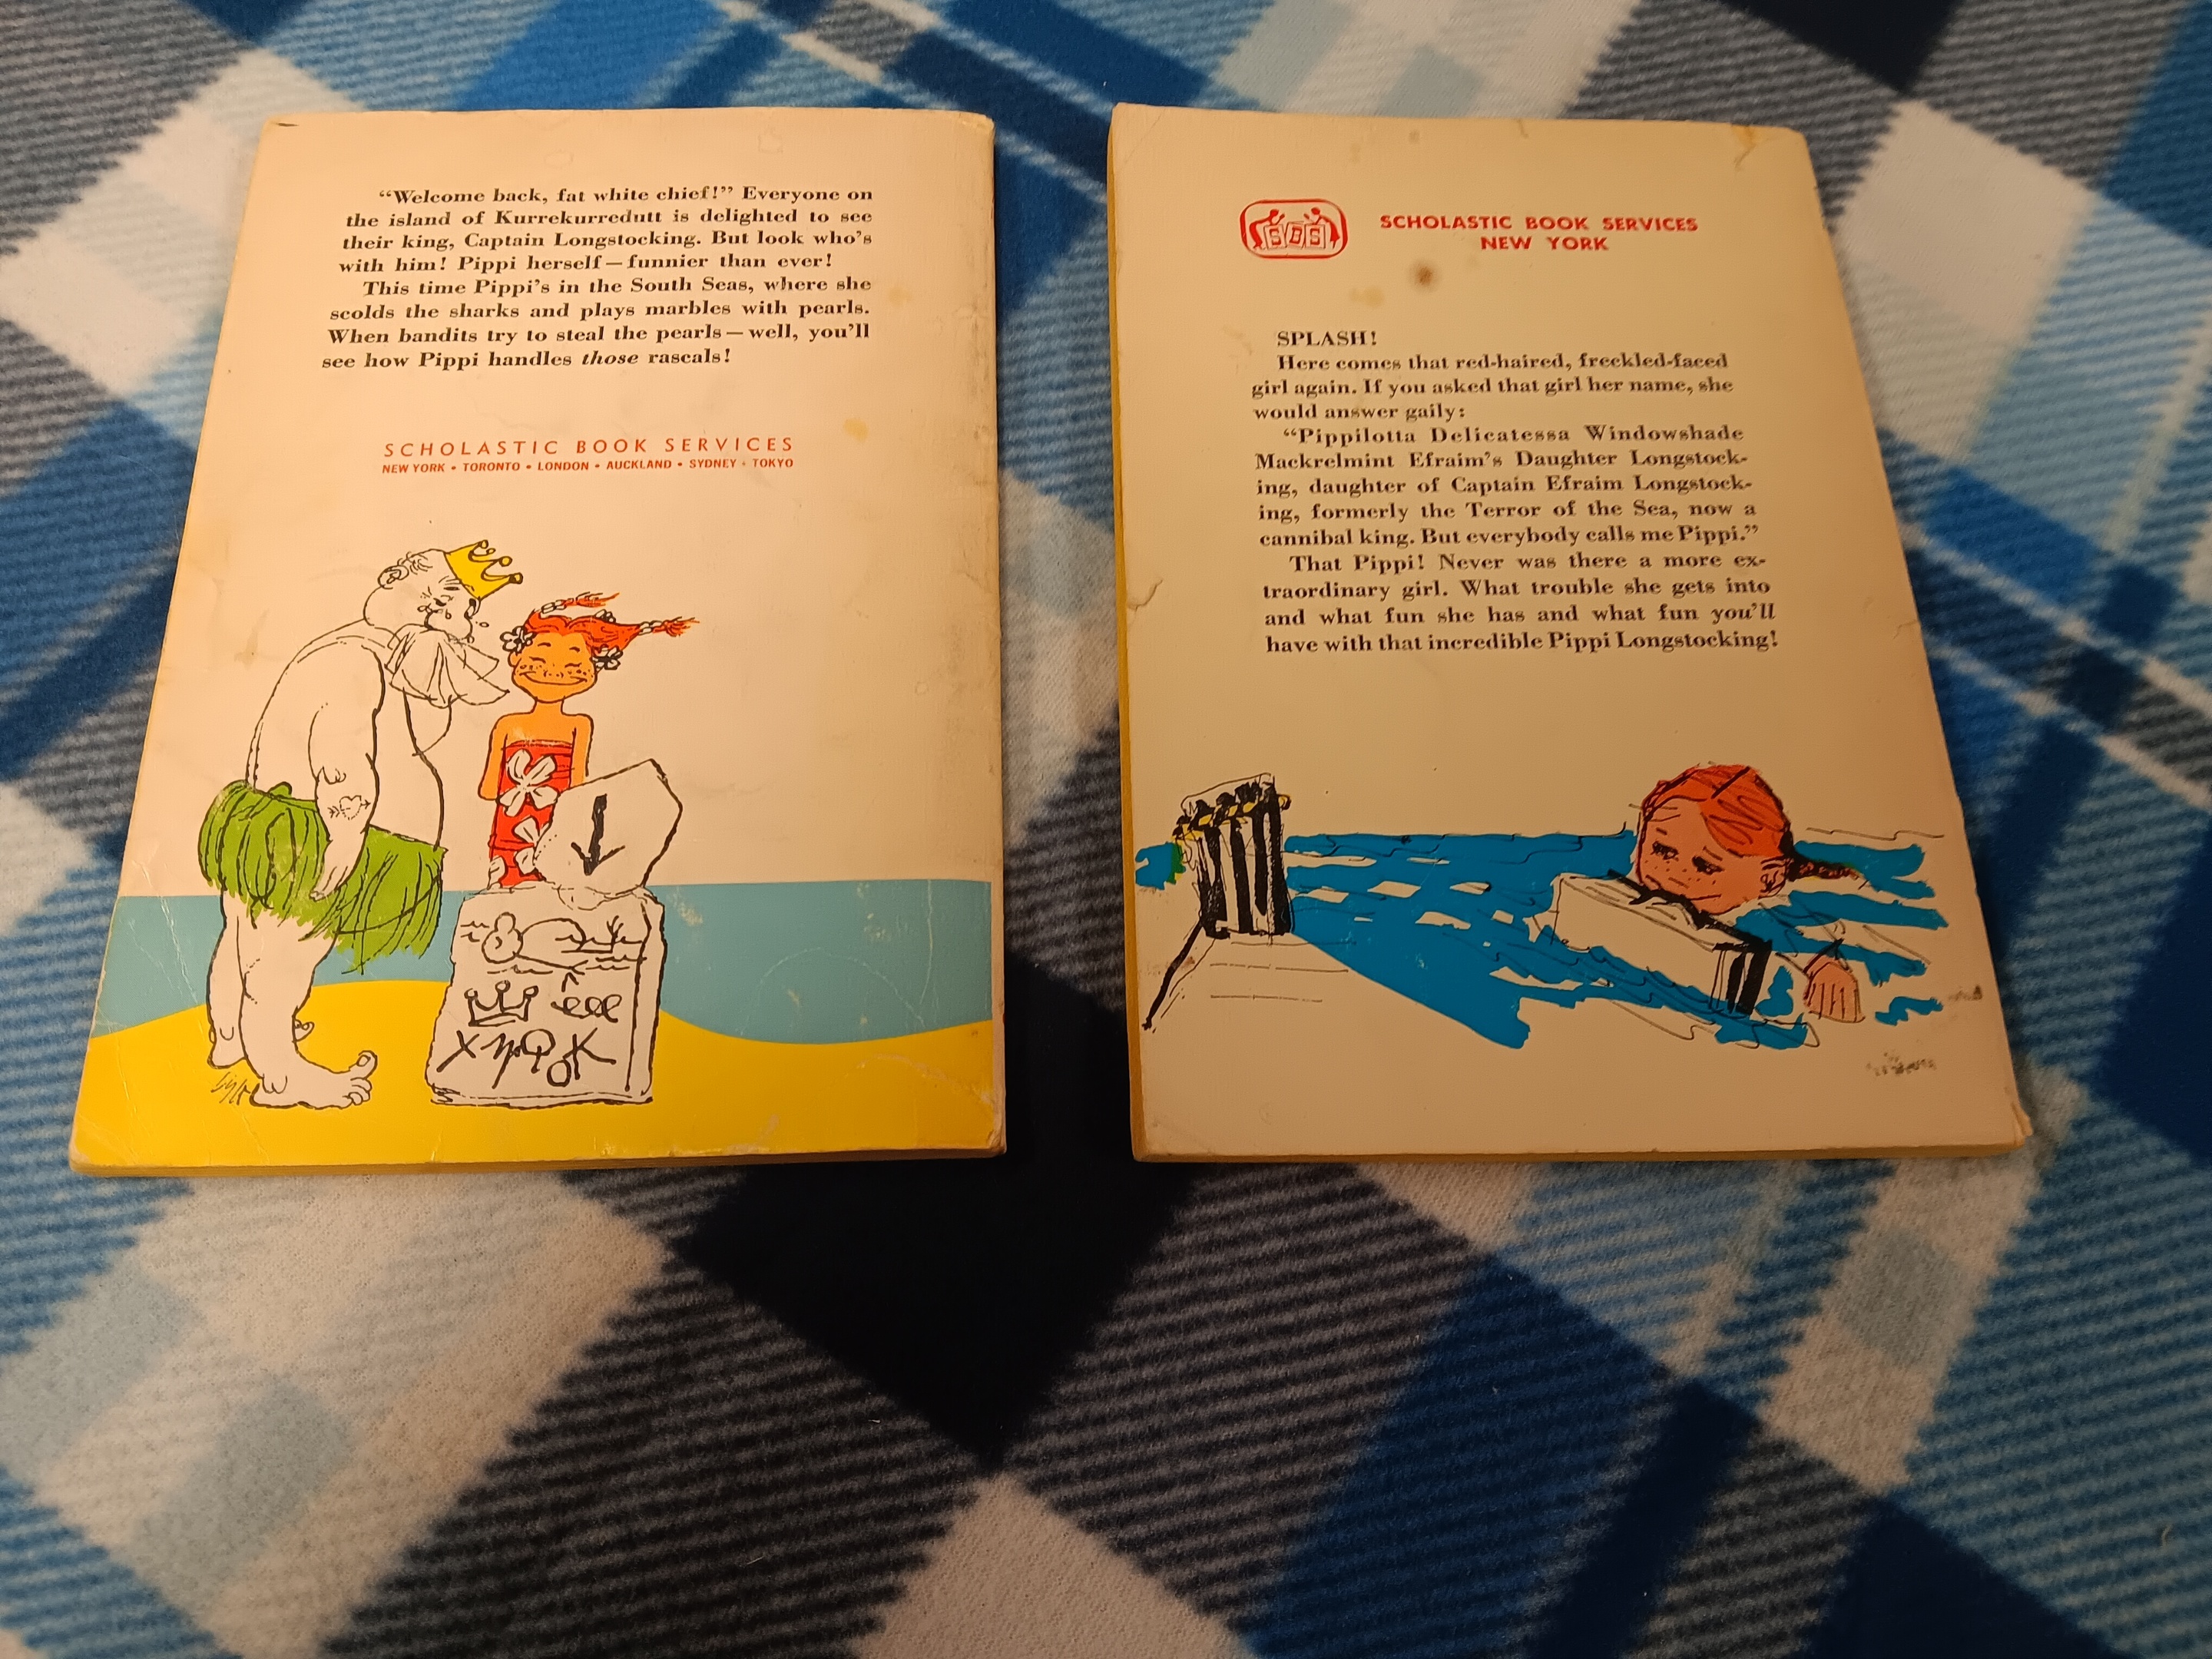 “Welcome back, fat white chief!” Everyone on
the island of Kurrekurredutt is delighted to see
their king, Captain Longstocking. But look who’s
with him! Pippi herself — funnier than ever!
This time Pippi’s in the South Seas, where she
scolds the sharks and plays marbles with pearls.
When bandits try to steal the pearls — well, you’ll
see how Pippi handles those rascals!
SCHOLASTIC BOOK SERVICES
NEW YORK • TORONTO • LONDON • AUCKLAND • SYDNEY • TOKYO
SBS
SCHOLASTIC BOOK SERVICES
NEW YORK
SPLASH!
Here comes that red-haired, freckled-faced
girl again. If you asked that girl her name, she
would answer gaily:
“Pippilotta Delicatessa Windowshade
Mackrelmint Efraim’s Daughter Longstock-
ing, daughter of Captain Efraim Longstock-
ing, formerly the Terror of the Sea, now a
cannibal king. But everybody calls me Pippi.”
That Pippi! Never was there a more ex-
traordinary girl. What trouble she gets into
and what fun she has and what fun you’ll
have with that incredible Pippi Longstocking!